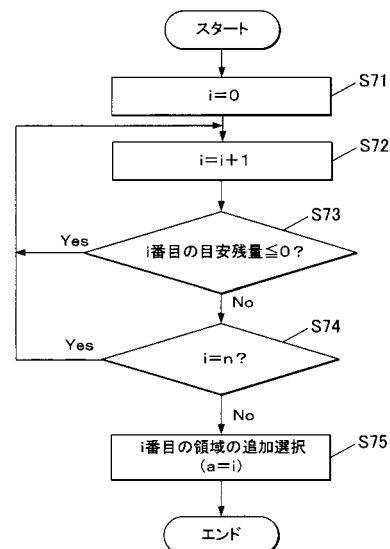 スタート
S71
i=0
S72
i=i+1
S73
Yes
i番目の目安残量≦0?
No
S74
Yes
i=n?
No
S75
i番目の領域の追加選択
(a=i)
エンド